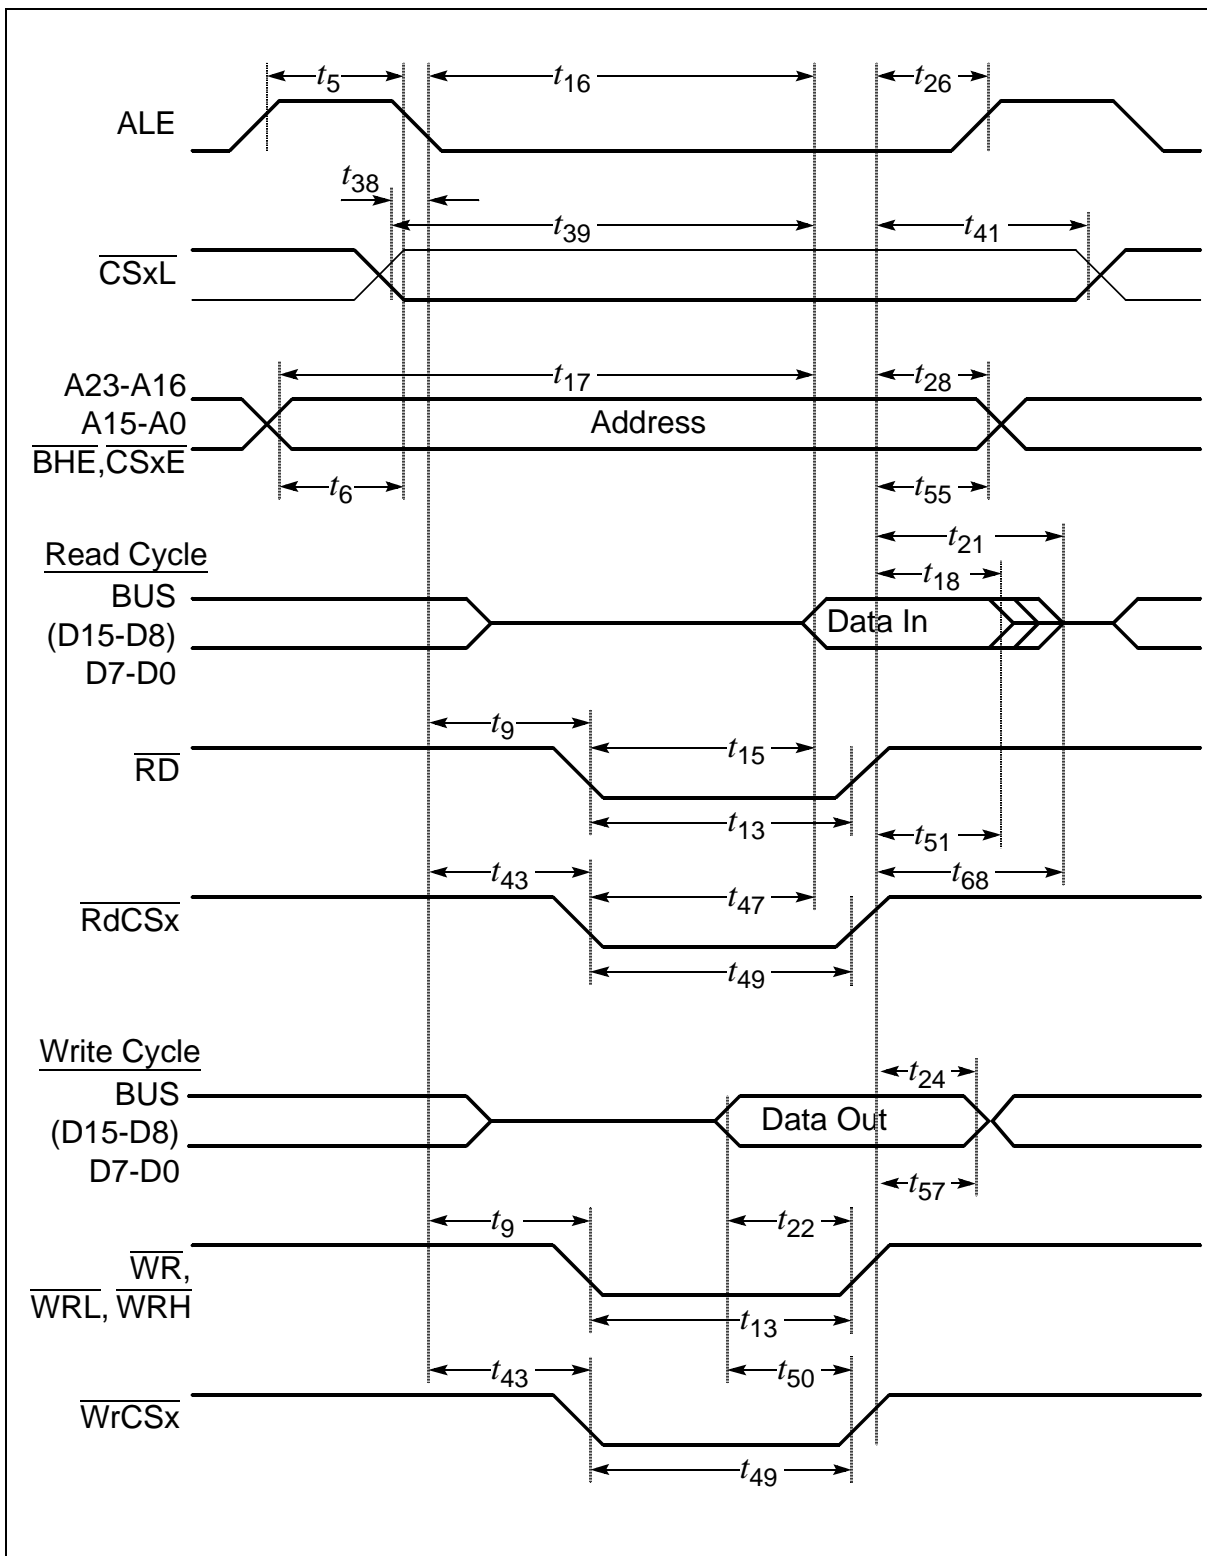 t5 t16 t26
ALE
t38
t39 t41
CSxL
t17 t28
A23-A16
A15-A0 Address
BHE,CSxE
t6 t55
t21
Read Cycle
t18
BUS
(D15-D8) Data In
D7-D0
t9
t15
RD
t13
t51
t43 t68
t47
RdCSx
t49
Write Cycle
t24
BUS
(D15-D8) Data Out
D7-D0
t57
t9 t22
WR,
WRL, WRH
t13
t43 t50
WrCSx
t49